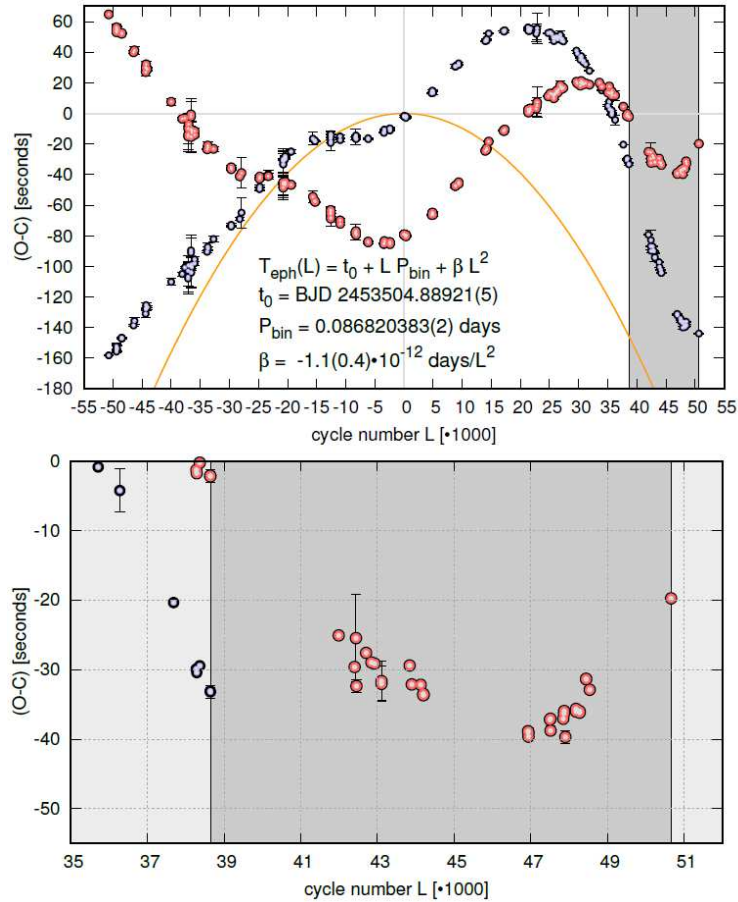 60
40
20
0
-20
-40
-60
-80
-100
-120
-140
-160
-180
(O-C) [seconds]
T_eph(L) = t_0 + L P_bin + β L^2
t_0 = BJD 2453504.88921(5)
P_bin = 0.086820383(2) days
β = -1.1(0.4)•10^-12 days/L^2
-55 -50 -45 -40 -35 -30 -25 -20 -15 -10 -5 0 5 10 15 20 25 30 35 40 45 50 55
cycle number L [•1000]
0
-10
-20
-30
-40
-50
(O-C) [seconds]
35 37 39 41 43 45 47 49 51
cycle number L [•1000]